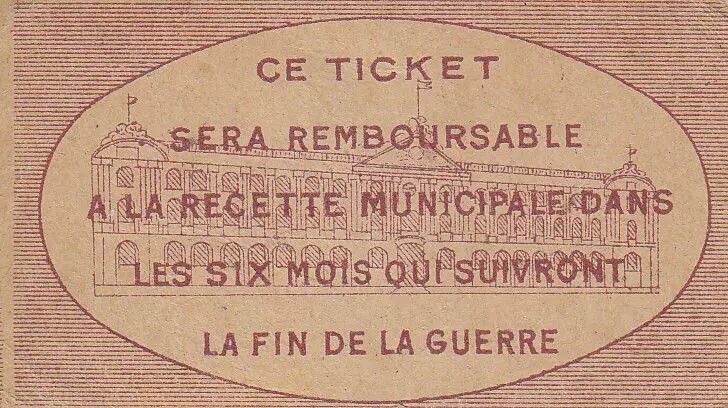 CE TICKET
SERA REMBOURSABLE
A LA RECETTE MUNICIPALE DANS
LES SIX MOIS QUI SUIVRONT
LA FIN DE LA GUERRE